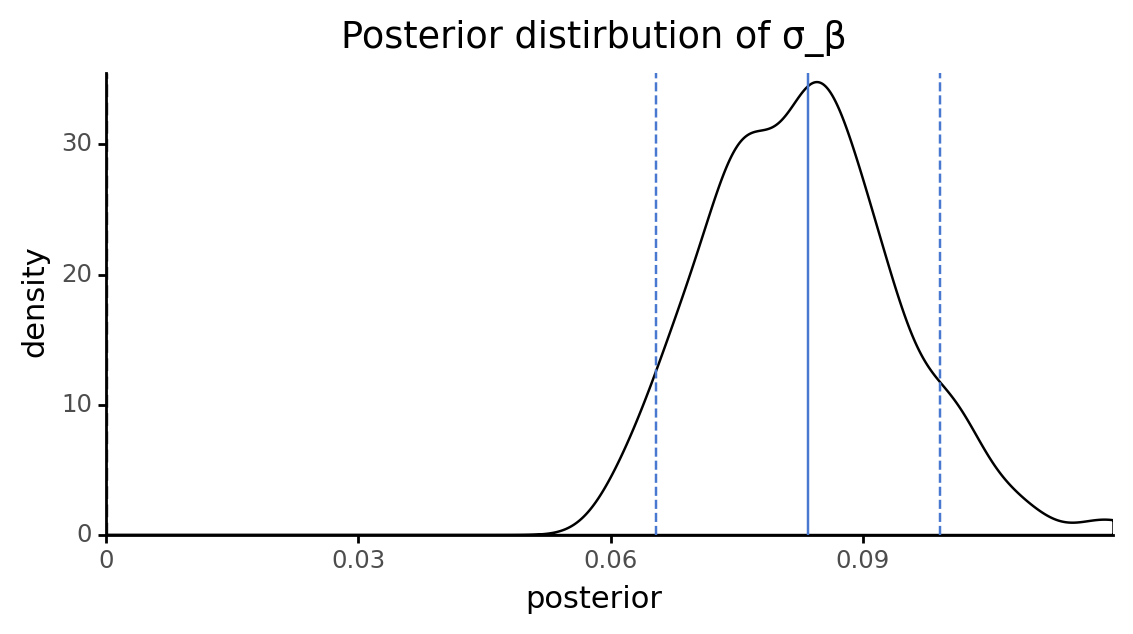 Posterior distirbution of σ_β
density
30
20
10
0
0 0.03 0.06 0.09
posterior